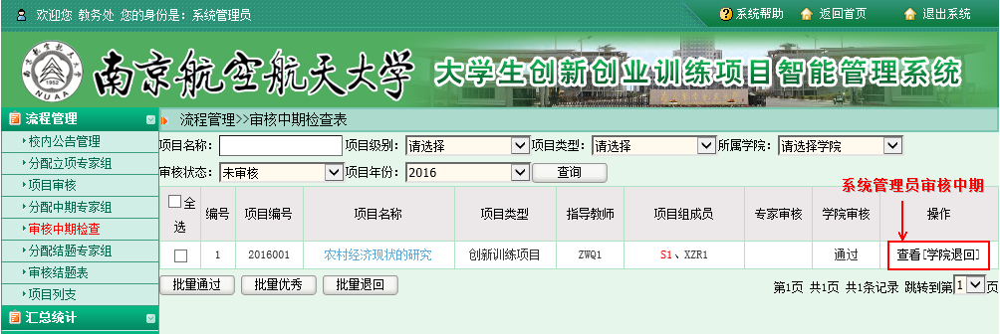 欢迎您 教务处 您的身份是：系统管理员
系统帮助 返回首页 退出系统
NUAA 1952
南京航空航天大学 大学生创新创业训练项目智能管理系统
流程管理
校内公告管理
分配立项专家组
项目审核
分配中期专家组
审核中期检查
分配结题专家组
审核结题表
项目列支
汇总统计
流程管理>>审核中期检查表
项目名称： 项目级别：请选择 项目类型：请选择 所属学院：请选择学院
审核状态：未审核 项目年份：2016 查询
系统管理员审核中期
全选 编号 项目编号 项目名称 项目类型 指导教师 项目组成员 专家审核 学院审核 操作
1 2016001 农村经济现状的研究 创新训练项目 ZWQ1 S1、XZR1 通过 查看[学院退回]
批量通过 批量优秀 批量退回
第1页 共1页 共1条记录 跳转到第1页